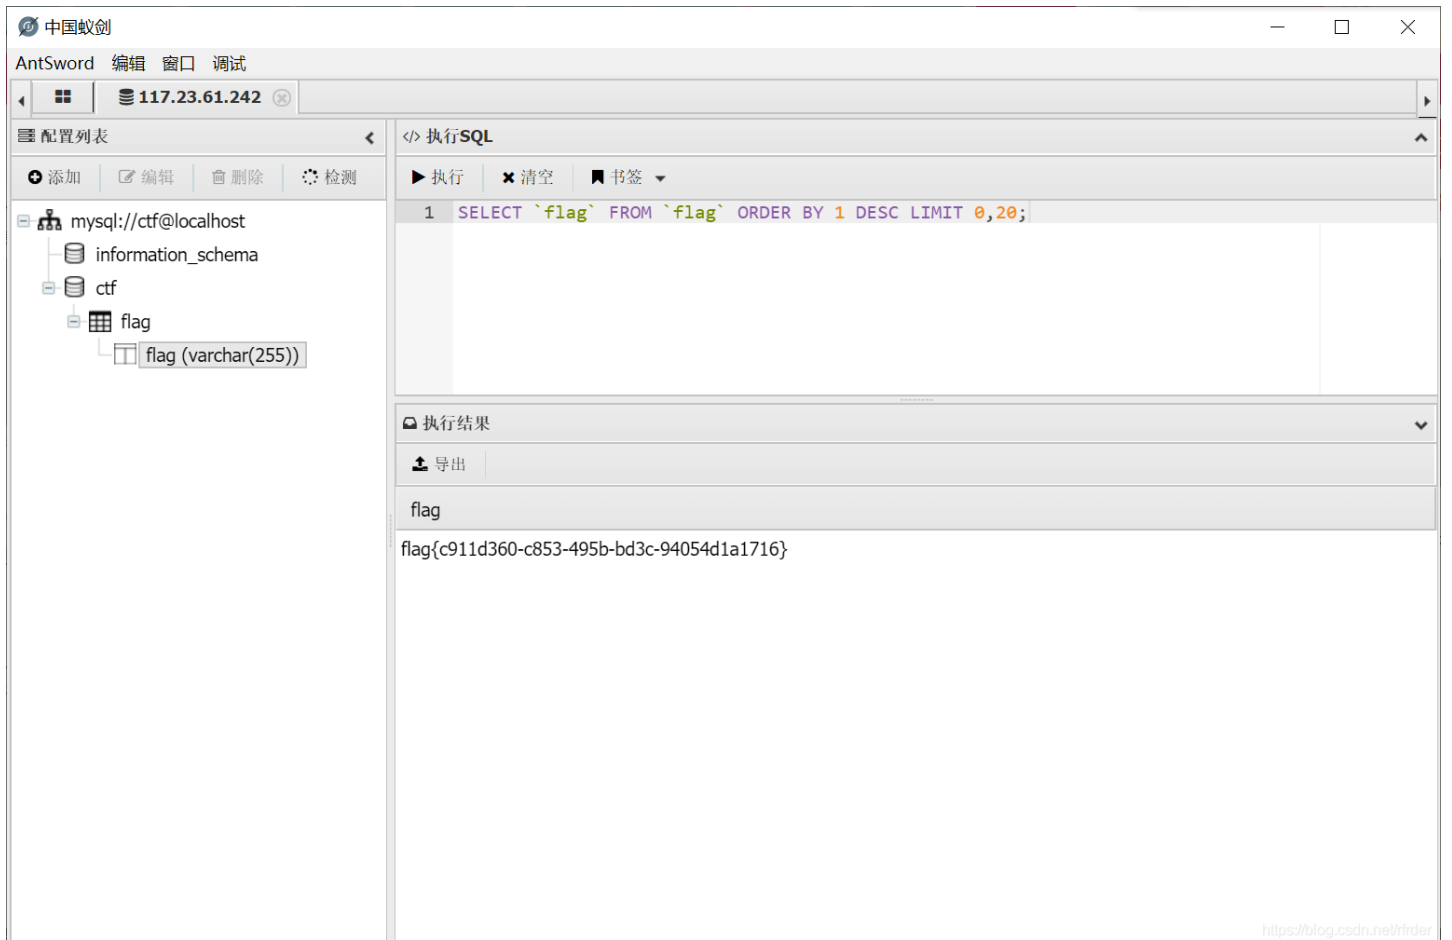 中国蚁剑
AntSword 编辑 窗口 调试
117.23.61.242
配置列表
添加 编辑 删除 检测
mysql://ctf@localhost
information_schema
ctf
flag
flag (varchar(255))
</> 执行SQL
执行 清空 书签
1 SELECT `flag` FROM `flag` ORDER BY 1 DESC LIMIT 0,20;
执行结果
导出
flag
flag{c911d360-c853-495b-bd3c-94054d1a1716}
https://blog.csdn.net/rfrder